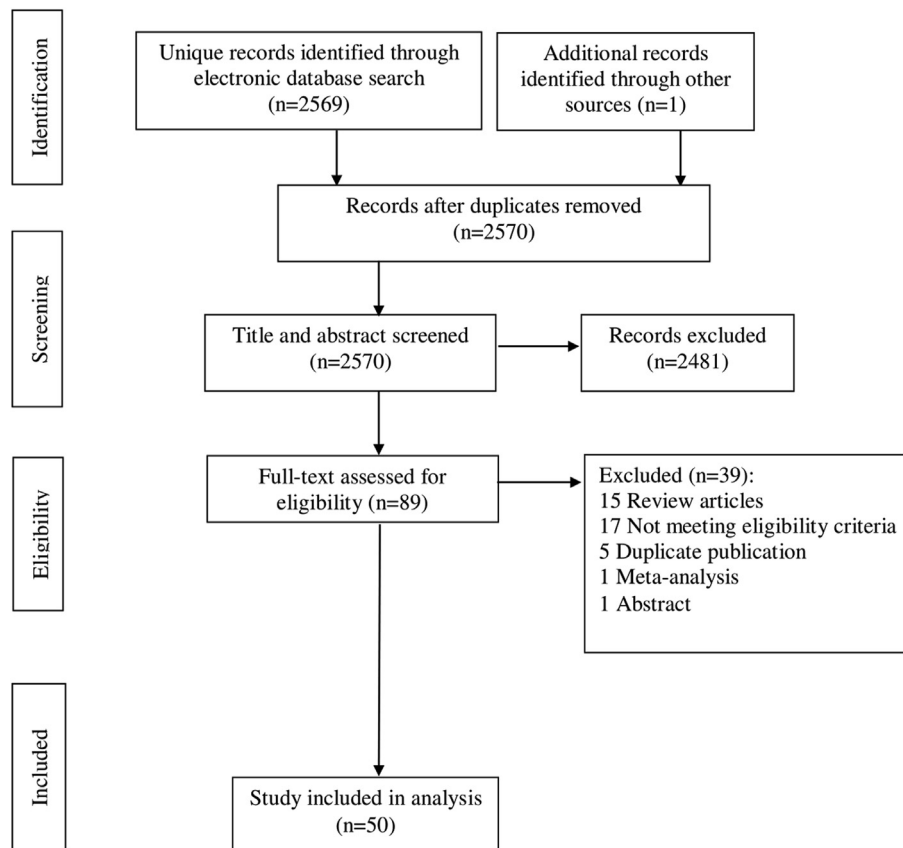 Identification
Unique records identified through
electronic database search
(n=2569)
Additional records
identified through other
sources (n=1)
Records after duplicates removed
(n=2570)
Screening
Title and abstract screened
(n=2570)
Records excluded
(n=2481)
Eligibility
Full-text assessed for
eligibility (n=89)
Excluded (n=39):
15 Review articles
17 Not meeting eligibility criteria
5 Duplicate publication
1 Meta-analysis
1 Abstract
Included
Study included in analysis
(n=50)